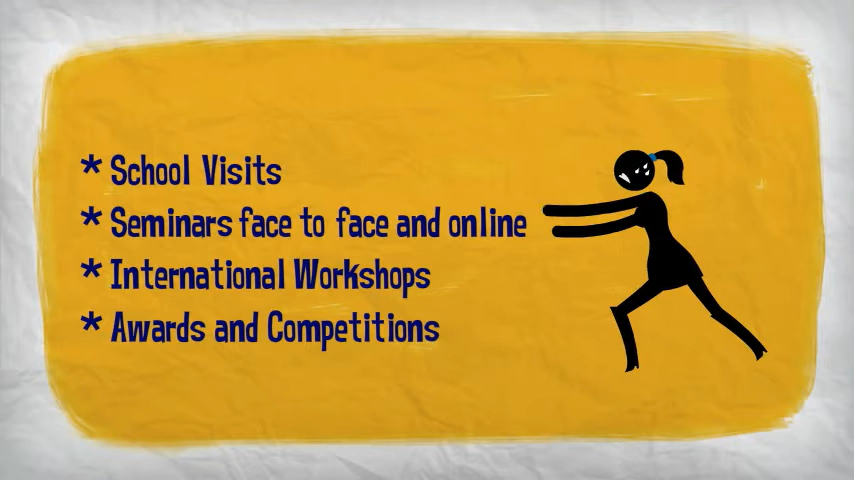 * School Visits
* Seminars face to face and online
* International Workshops
* Awards and Competitions